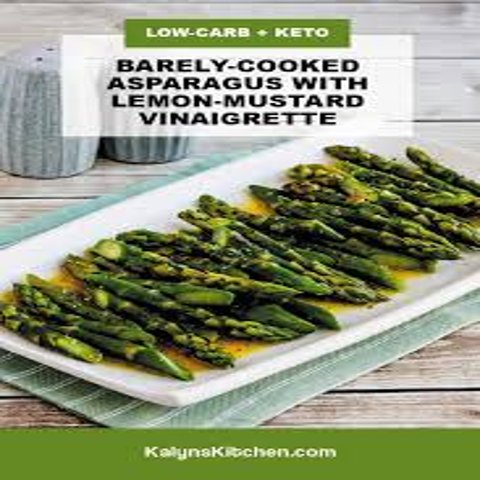 LOW-CARB + KETO
BARELY-COOKED
ASPARAGUS WITH
LEMON-MUSTARD
VINAIGRETTE
KalynsKitchen.com